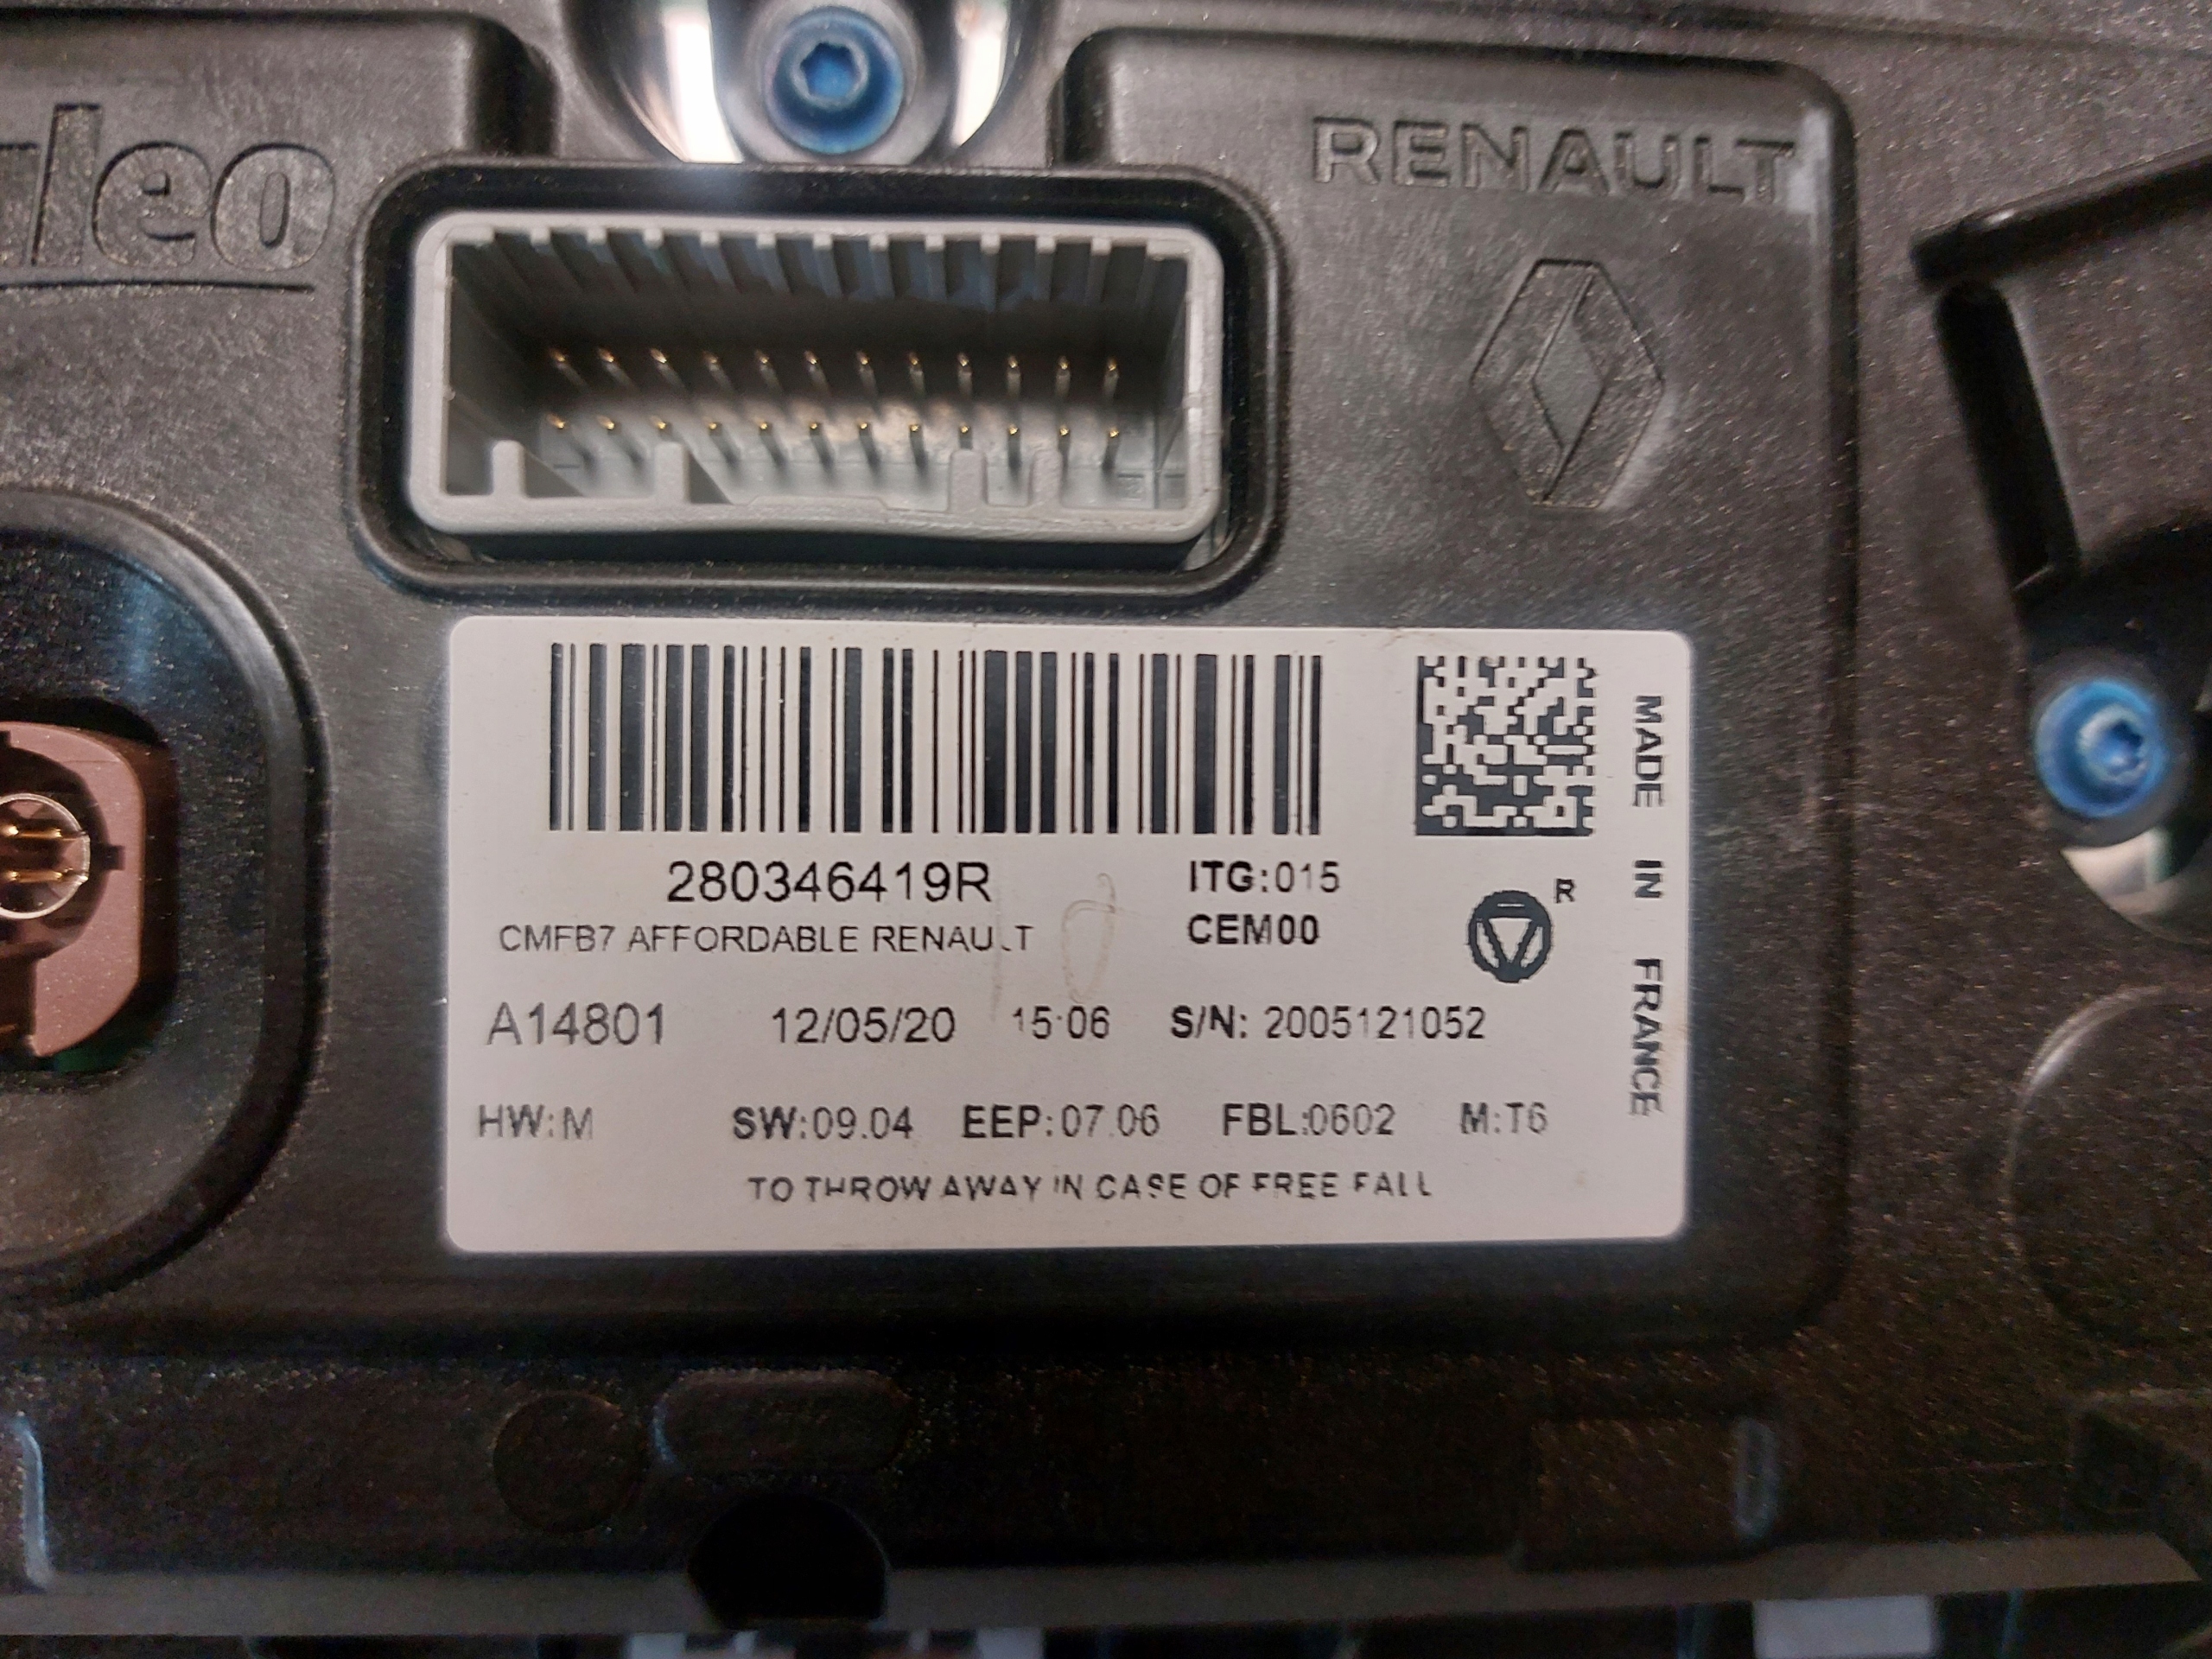 leo
RENAULT
280346419R
ITG:015
CMFB7 AFFORDABLE RENAULT
CEM00
R
A14801 12/05/20 15:06 S/N: 2005121052
HW:M SW:09.04 EEP:07.06 FBL:0602 M:T6
TO THROW AWAY IN CASE OF FREE FALL
MADE IN FRANCE